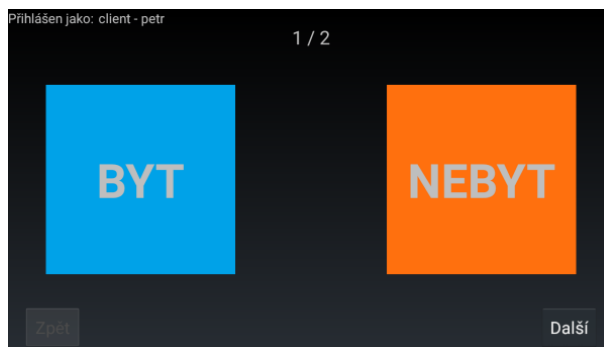 Přihlášen jako: client - petr
1 / 2
BYT
NEBYT
Zpět
Další